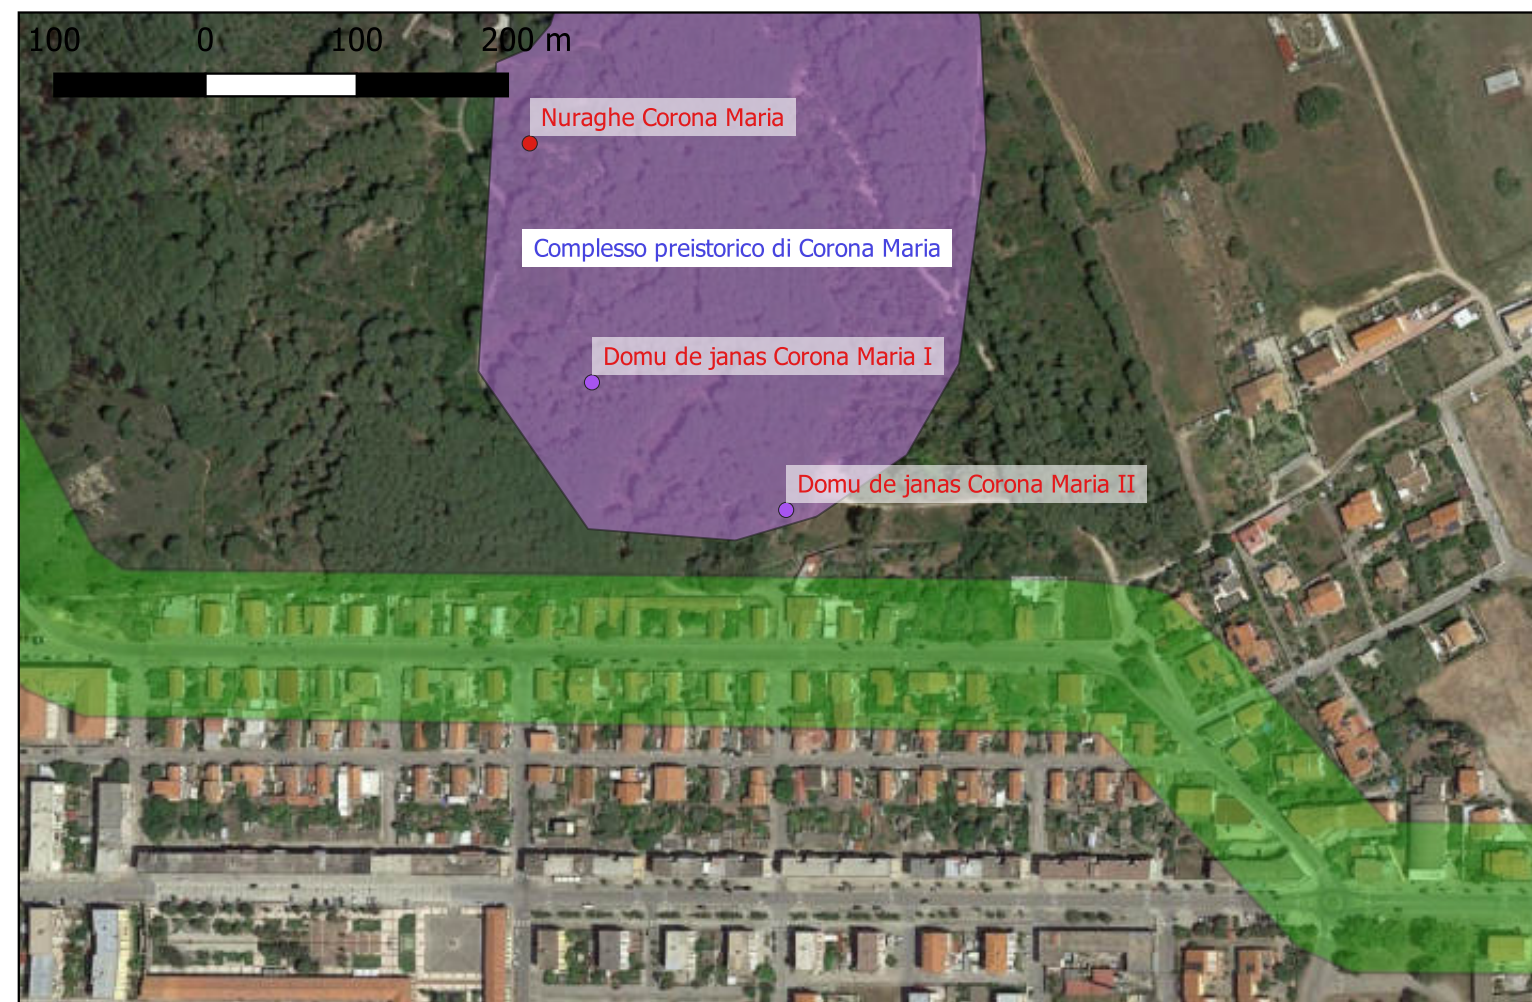 100 0 100 200 m
Nuraghe Corona Maria
Complesso preistorico di Corona Maria
Domu de janas Corona Maria I
Domu de janas Corona Maria II